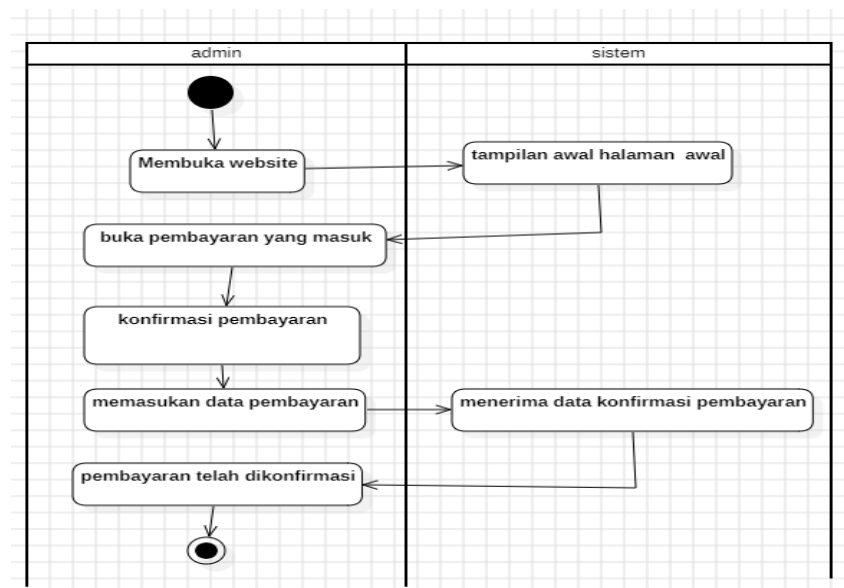 admin
sistem
Membuka website
tampilan awal halaman awal
buka pembayaran yang masuk
konfirmasi pembayaran
memasukan data pembayaran
menerima data konfirmasi pembayaran
pembayaran telah dikonfirmasi